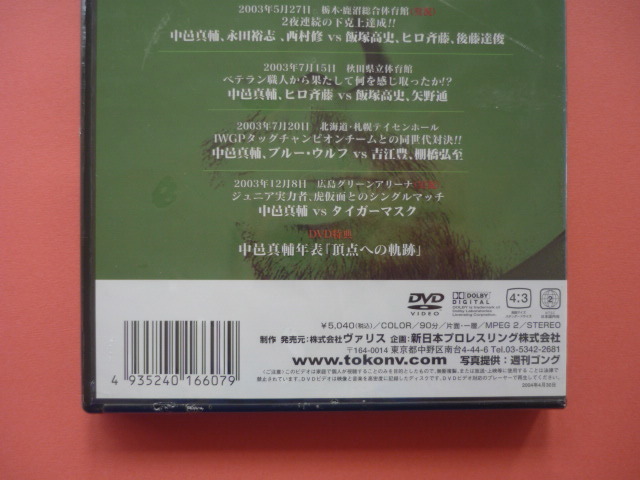 2003年5月27日 栃木・鹿沼総合体育館
2夜連続の下克上達成!!
中邑真輔、永田裕志、西村修 vs 飯塚高史、ヒロ斉藤、後藤達俊
2003年7月15日 秋田県立体育館
ベテラン職人から果たして何を感じ取ったか!?
中邑真輔、ヒロ斉藤 vs 飯塚高史、矢野通
2003年7月20日 北海道・札幌テイセンホール
IWGPタッグチャンピオンチームとの同世代対決!!
中邑真輔、ブルー・ウルフ vs 吉江豊、棚橋弘至
2003年12月8日 広島グリーンアリーナ
ジュニア実力者、虎仮面とのシングルマッチ
中邑真輔 vs タイガーマスク
DVD特典
中邑真輔年表「頂点への軌跡」
DVD VIDEO
DOLBY DIGITAL
4:3
2
¥5,040(税込)/COLOR/90分/片面・一層/MPEG 2/STEREO
制作 発売元:株式会社ヴァリス 企画:新日本プロレスリング株式会社
〒164-0014 東京都中野区南台4-44-6 Tel.03-5342-2681
www.tokonv.com 写真提供:週刊ゴング
4 935240 166079